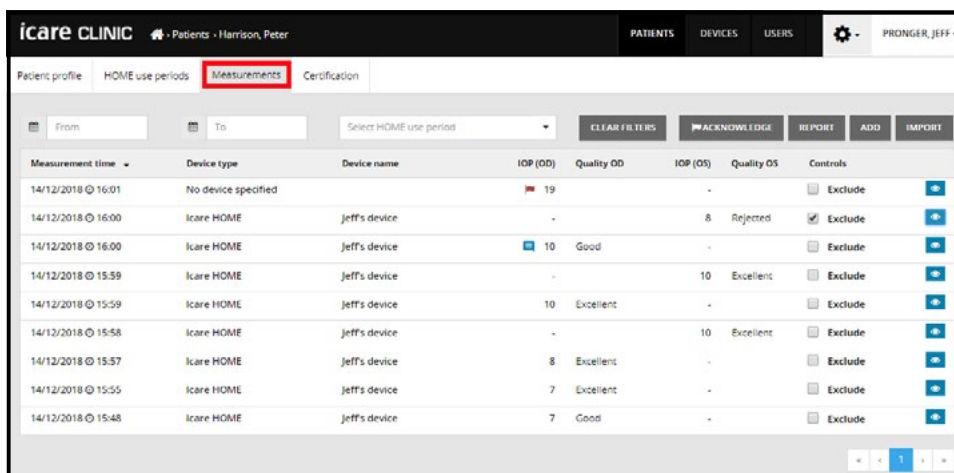 icare CLINIC Patients › Harrison, Peter PATIENTS DEVICES USERS PRONGER, JEFF
Patient profile HOME use periods Measurements Certification
From To Select HOME use period CLEAR FILTERS ACKNOWLEDGE REPORT ADD IMPORT
Measurement time Device type Device name IOP (OD) Quality OD IOP (OS) Quality OS Controls
14/12/2018 16:01 No device specified 19 - Exclude
14/12/2018 16:00 Icare HOME Jeff's device - 8 Rejected Exclude
14/12/2018 16:00 Icare HOME Jeff's device 10 Good - Exclude
14/12/2018 15:59 Icare HOME Jeff's device - 10 Excellent Exclude
14/12/2018 15:59 Icare HOME Jeff's device 10 Excellent - Exclude
14/12/2018 15:58 Icare HOME Jeff's device - 10 Excellent Exclude
14/12/2018 15:57 Icare HOME Jeff's device 8 Excellent - Exclude
14/12/2018 15:55 Icare HOME Jeff's device 7 Excellent - Exclude
14/12/2018 15:48 Icare HOME Jeff's device 7 Good - Exclude
« ‹ 1 › »